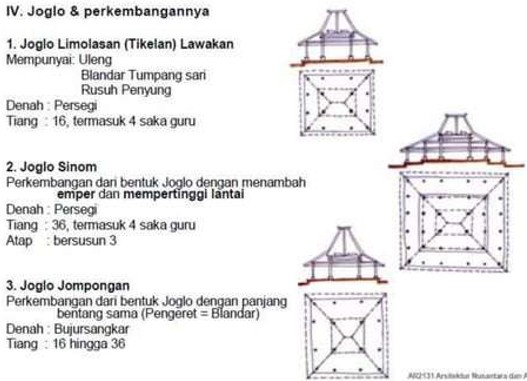 IV. Joglo & perkembangannya
1. Joglo Limolasan (Tikelan) Lawakan
Mempunyai: Uleng
Blandar Tumpang sari
Rusuh Penyung
Denah : Persegi
Tiang : 16, termasuk 4 saka guru
2. Joglo Sinom
Perkembangan dari bentuk Joglo dengan menambah
emper dan mempertinggi lantai
Denah : Persegi
Tiang : 36, termasuk 4 saka guru
Atap : bersusun 3
3. Joglo Jompongan
Perkembangan dari bentuk Joglo dengan panjang
bentang sama (Pengeret = Blandar)
Denah : Bujursangkar
Tiang : 16 hingga 36
AR2131 Arsitektur Nusantara dan A